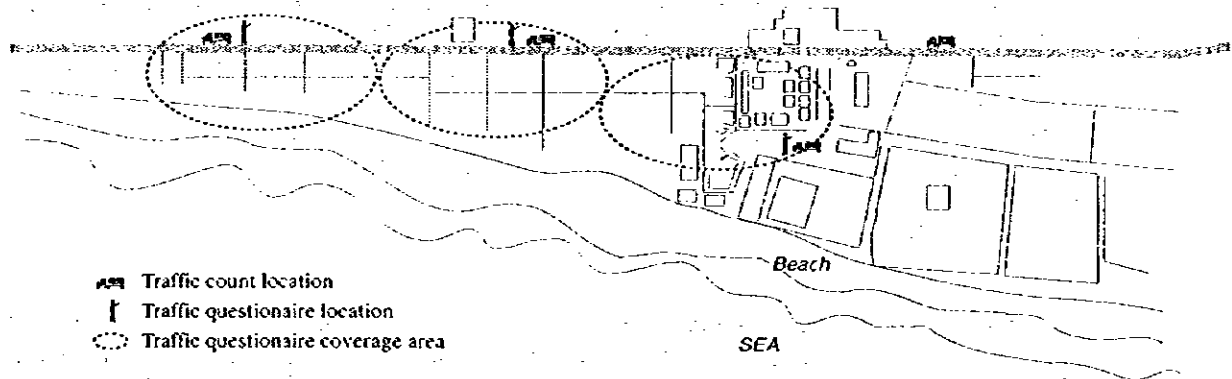 Beach
Traffic count location
Traffic questionaire location
Traffic questionaire coverage area
SEA